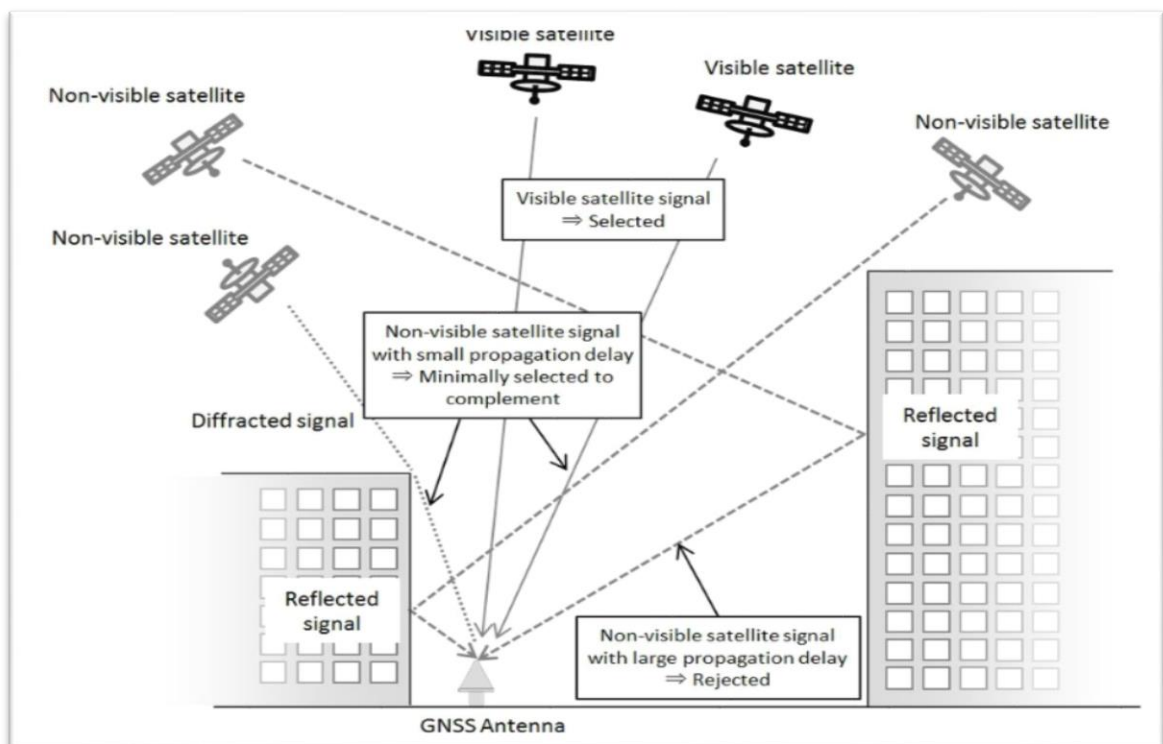 Visible satellite
Visible satellite
Non-visible satellite
Non-visible satellite
Visible satellite signal
⇒ Selected
Non-visible satellite
Non-visible satellite signal
with small propagation delay
⇒ Minimally selected to
complement
Diffracted signal
Reflected
signal
Reflected
signal
Non-visible satellite signal
with large propagation delay
⇒ Rejected
GNSS Antenna